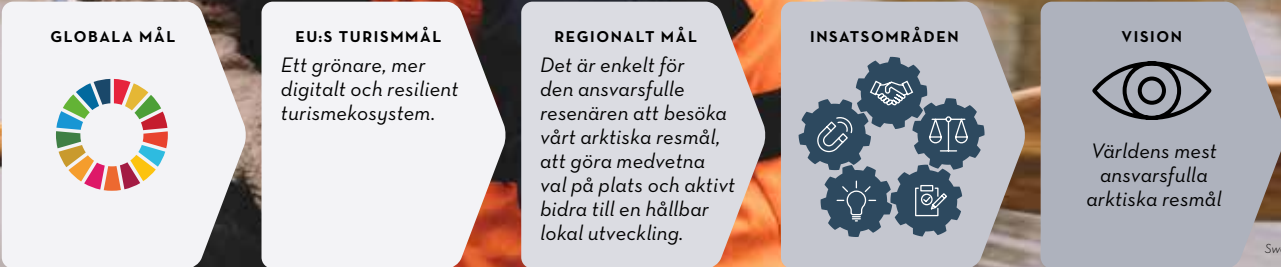 GLOBALA MÅL
EU:S TURISMMÅL
Ett grönare, mer
digitalt och resilient
turismekosystem.
REGIONALT MÅL
Det är enkelt för
den ansvarsfulle
resenären att besöka
vårt arktiska resmål,
att göra medvetna
val på plats och aktivt
bidra till en hållbar
lokal utveckling.
INSATSOMRÅDEN
VISION
Världens mest
ansvarsfulla
arktiska resmål